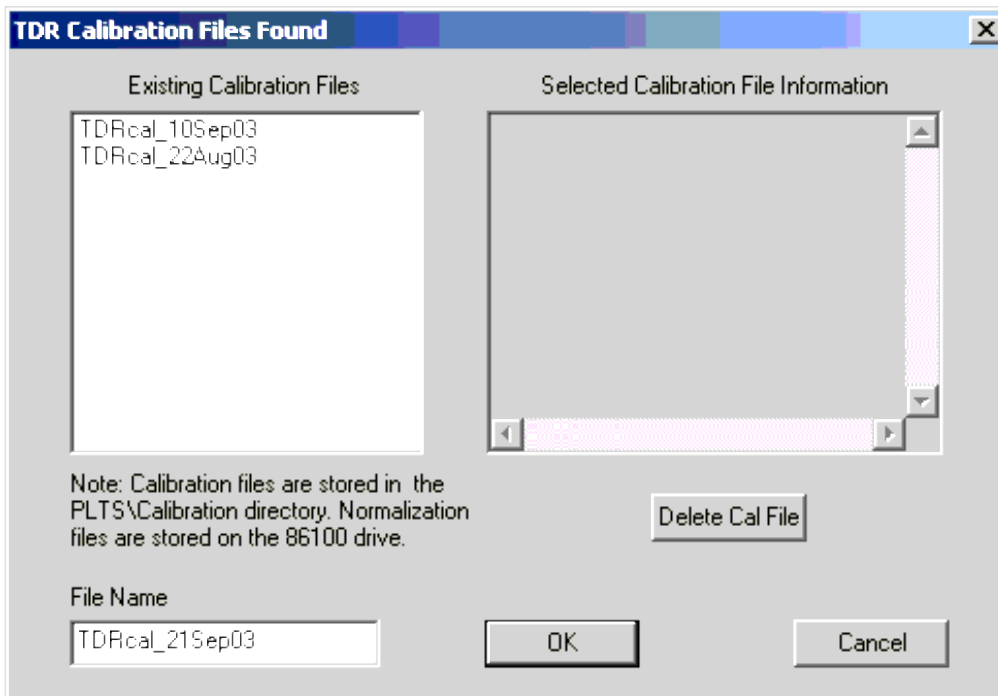 TDR Calibration Files Found
Existing Calibration Files
TDRcal_10Sep03
TDRcal_22Aug03
Selected Calibration File Information
Note: Calibration files are stored in the
PLTS\Calibration directory. Normalization
files are stored on the 86100 drive.
Delete Cal File
File Name
TDRcal_21Sep03
OK
Cancel